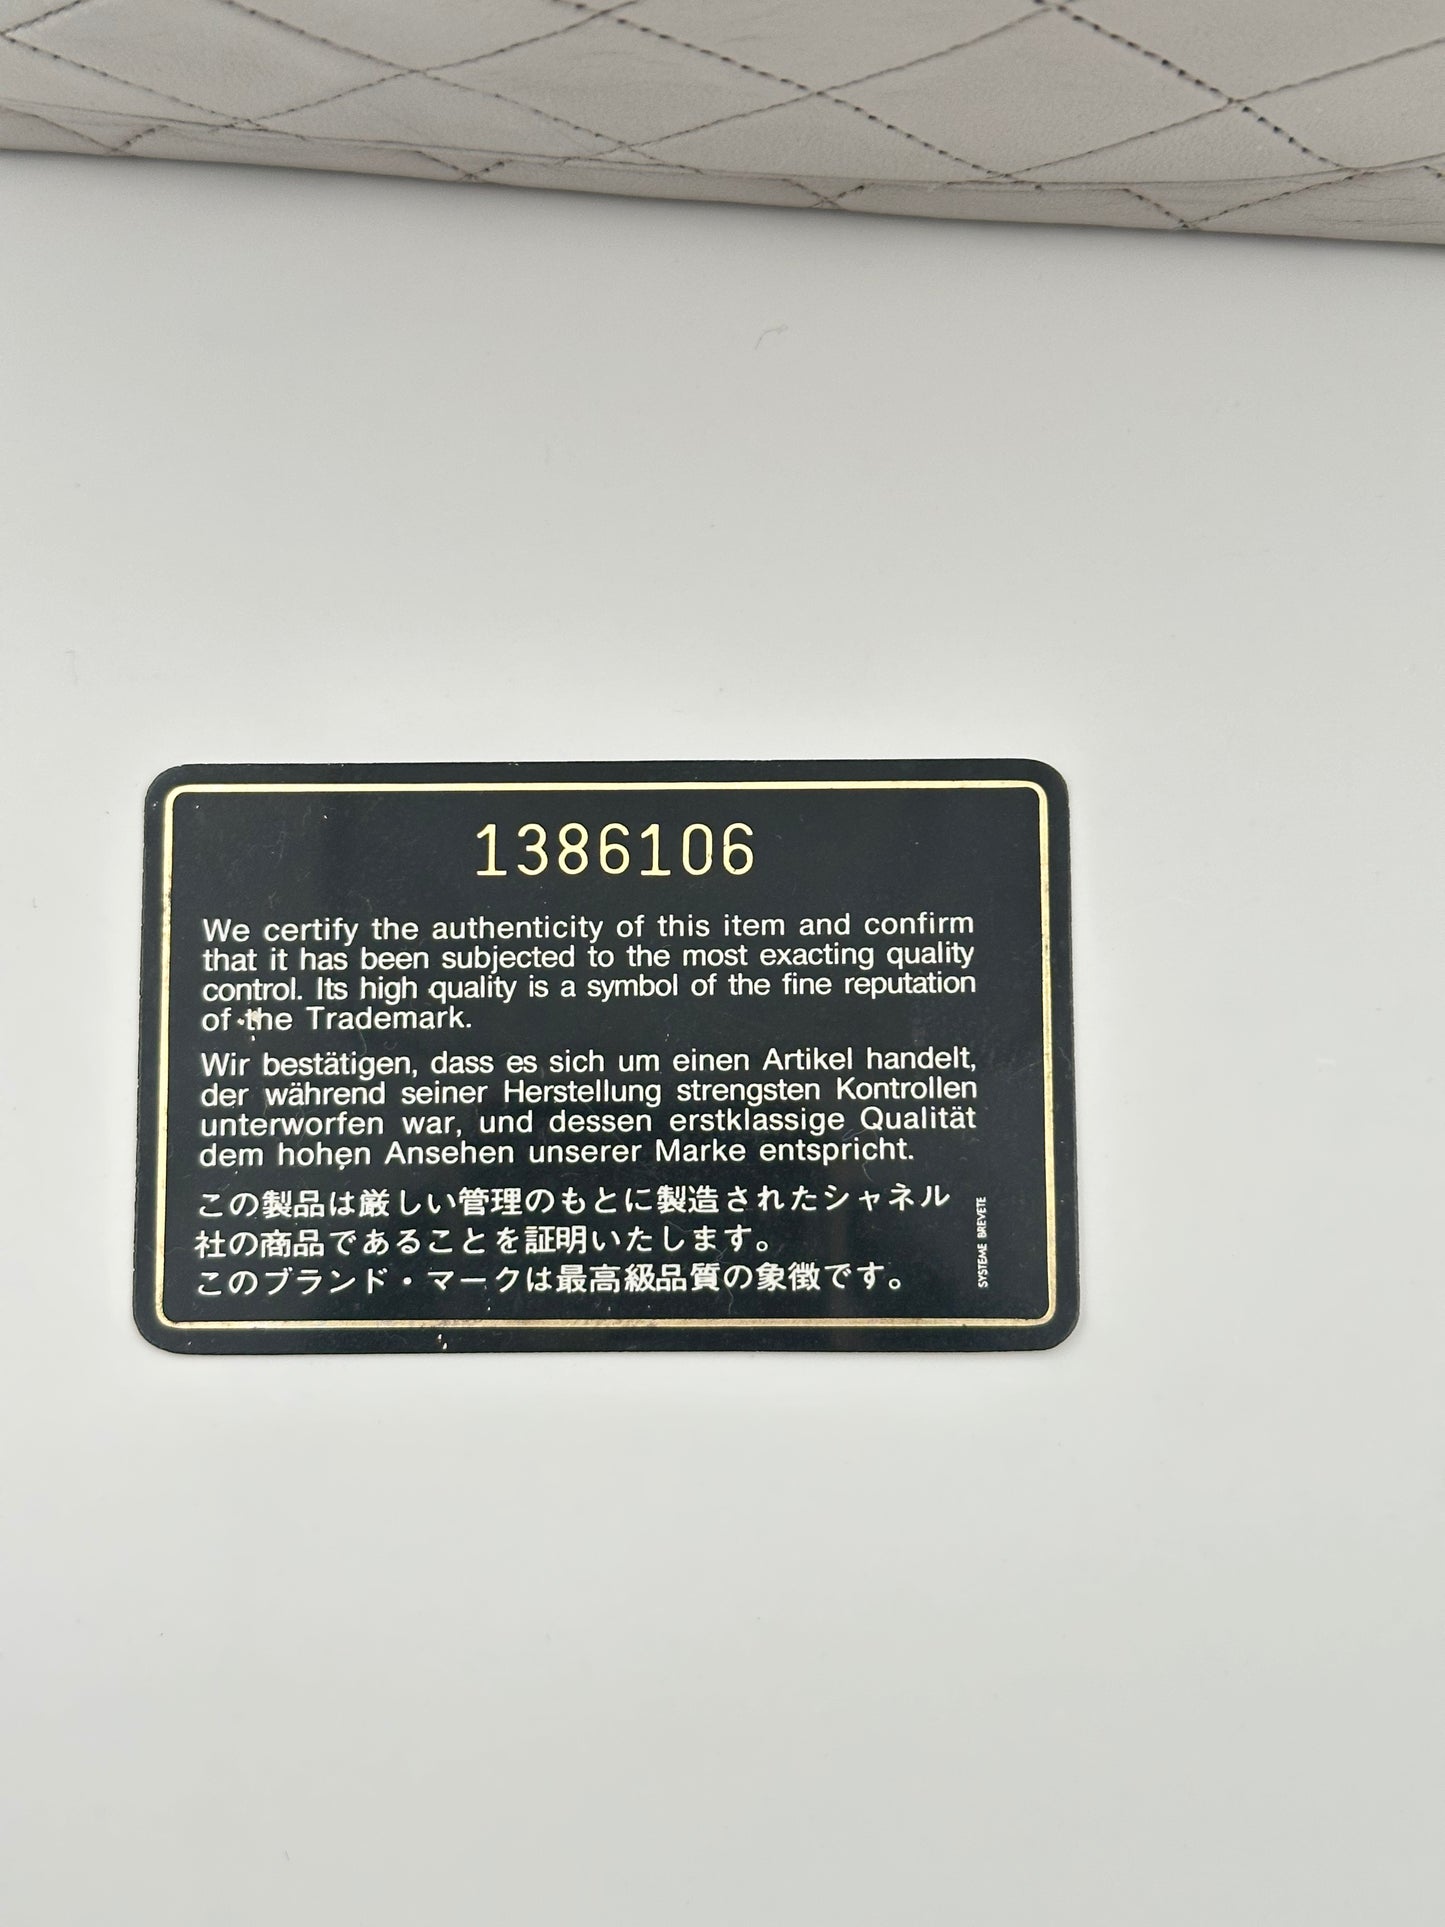 1386106
We certify the authenticity of this item and confirm
that it has been subjected to the most exacting quality
control. Its high quality is a symbol of the fine reputation
of the Trademark.
Wir bestätigen, dass es sich um einen Artikel handelt,
der während seiner Herstellung strengsten Kontrollen
unterworfen war, und dessen erstklassige Qualität
dem hohen Ansehen unserer Marke entspricht.
この製品は厳しい管理のもとに製造されたシャネル
社の商品であることを証明いたします。
このブランド・マークは最高級品質の象徴です。
SYSTEME BREVETE